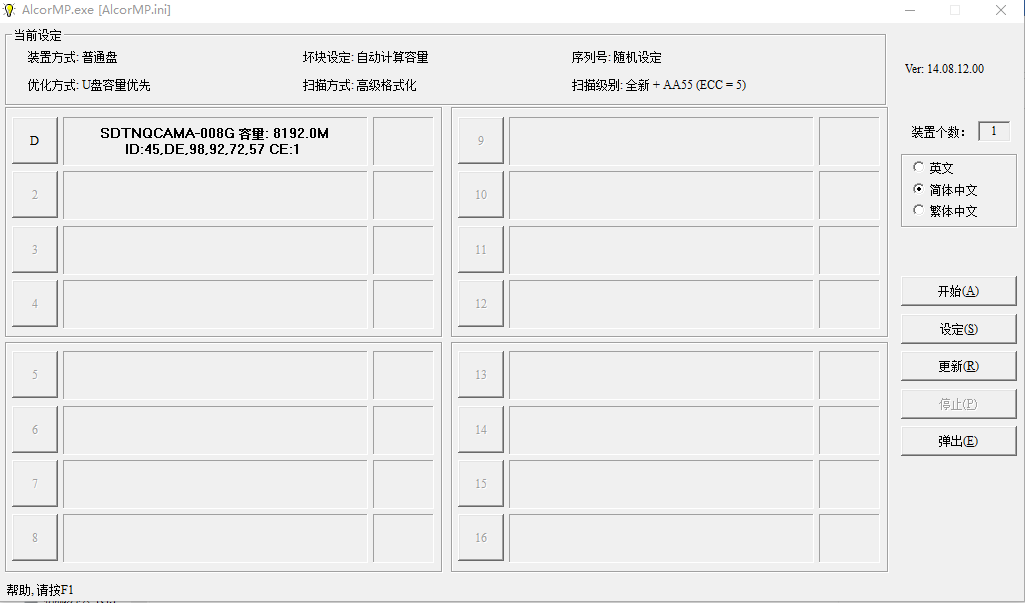 AlcorMP.exe [AlcorMP.ini]
当前设定
装置方式: 普通盘 坏块设定: 自动计算容量 序列号: 随机设定
优化方式: U盘容量优先 扫描方式: 高级格式化 扫描级别: 全新 + AA55 (ECC = 5)
Ver: 14.08.12.00
装置个数: 1
英文
简体中文
繁体中文
D
SDTNQCAMA-008G 容量: 8192.0M
ID:45,DE,98,92,72,57 CE:1
2
3
4
9
10
11
12
5
6
7
8
13
14
15
16
开始(A)
设定(S)
更新(R)
停止(P)
弹出(E)
帮助, 请按F1